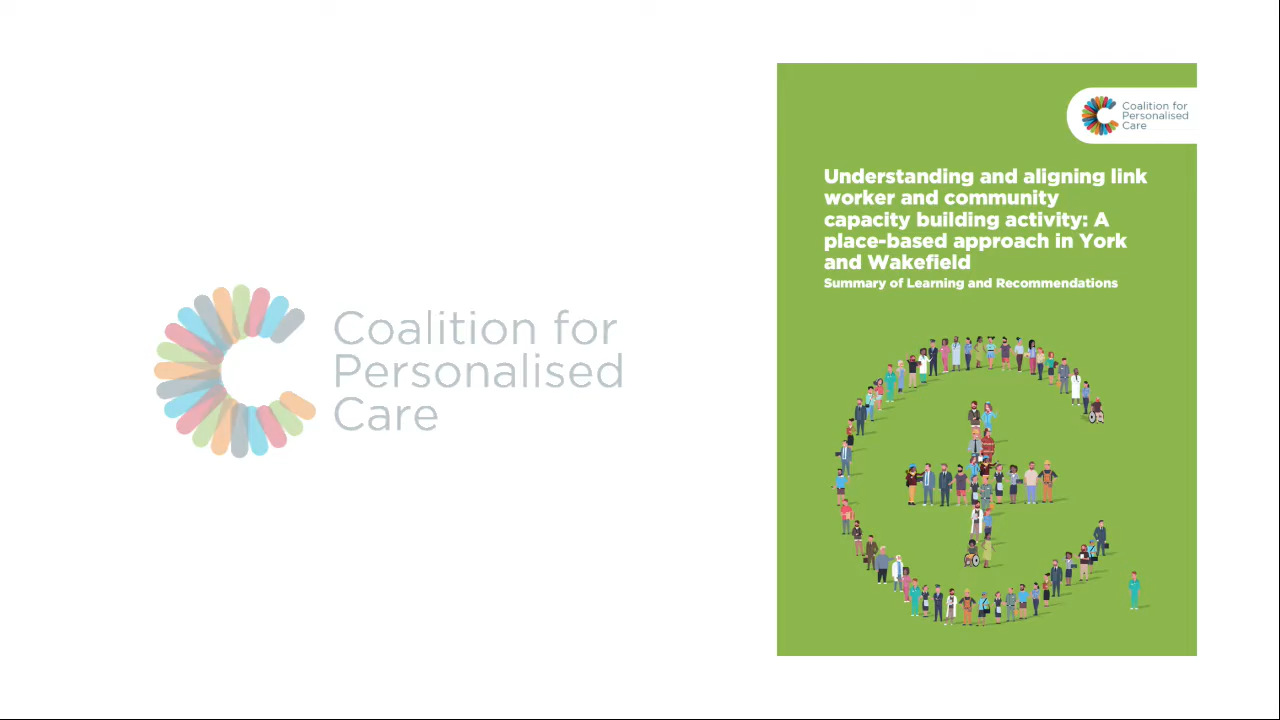 Coalition for
Personalised
Care
Coalition for
Personalised
Care
Understanding and aligning link
worker and community
capacity building activity: A
place-based approach in York
and Wakefield
Summary of Learning and Recommendations